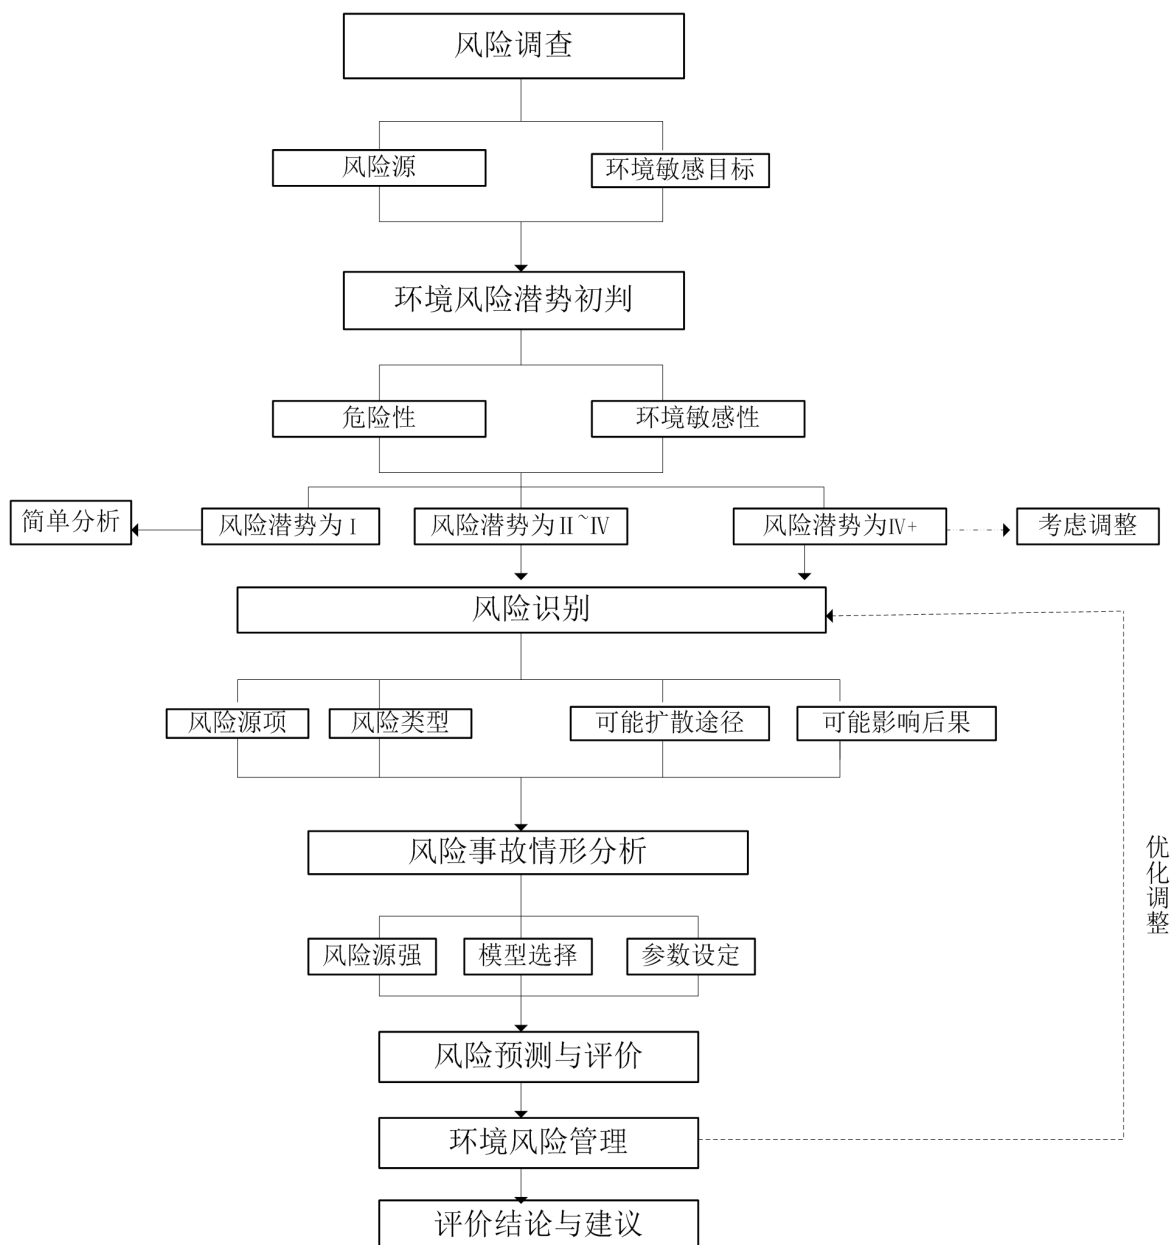 风险调查
风险源
环境敏感目标
环境风险潜势初判
危险性
环境敏感性
简单分析
风险潜势为Ⅰ
风险潜势为Ⅱ~Ⅳ
风险潜势为Ⅳ+
考虑调整
风险识别
风险源项
风险类型
可能扩散途径
可能影响后果
风险事故情形分析
优化调整
风险源强
模型选择
参数设定
风险预测与评价
环境风险管理
评价结论与建议